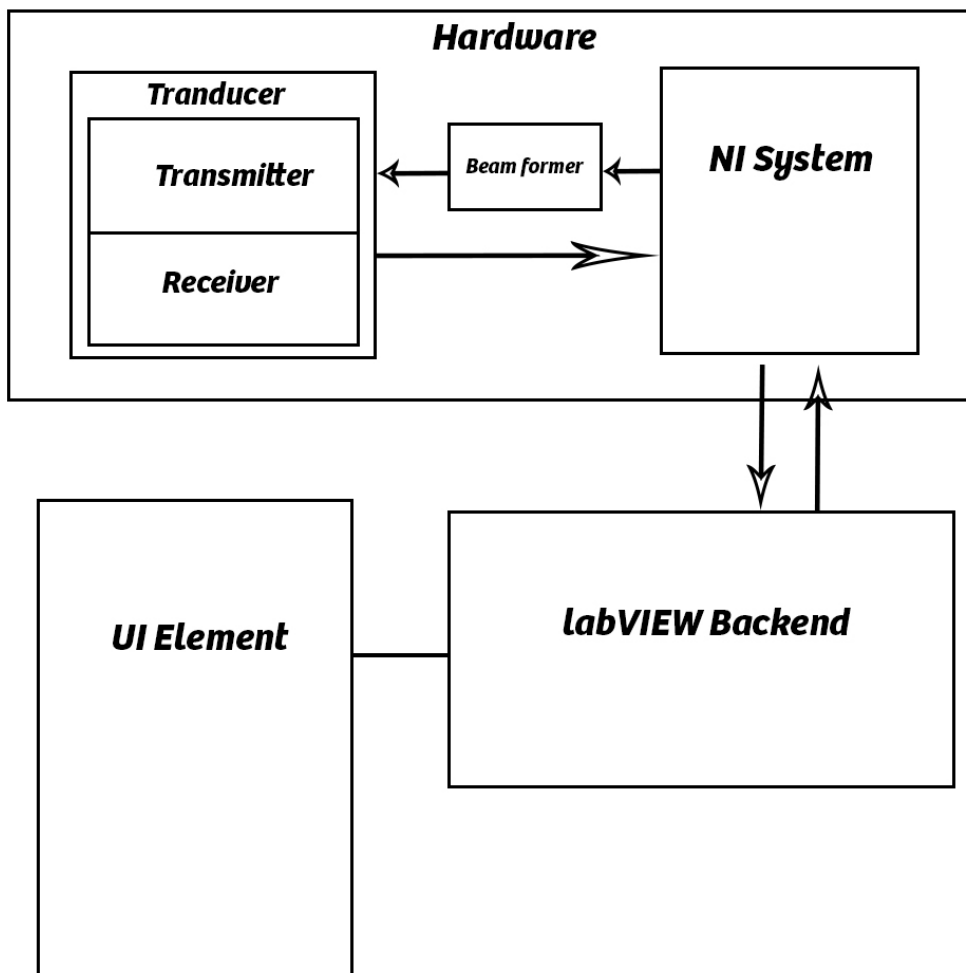 Hardware
Tranducer
Transmitter
Receiver
Beam former
NI System
UI Element
labVIEW Backend